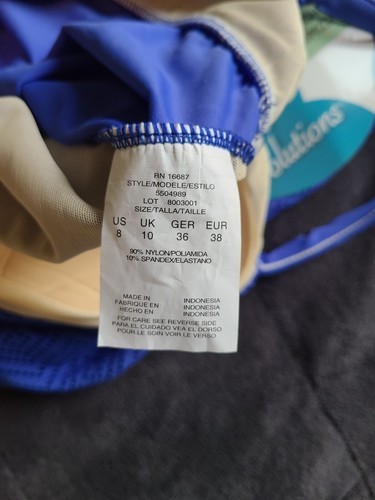 RN 16687
STYLE/MODELE/ESTILO
5504989
LOT 8003001
SIZE/TALLA/TAILLE
US UK GER EUR
8 10 36 38
90% NYLON/POLIAMIDA
10% SPANDEX/ELASTANO
MADE IN INDONESIA
FABRIQUE EN INDONESIA
HECHO EN INDONESIA
FOR CARE SEE REVERSE SIDE
PARA EL CUIDADO VEA EL DORSO
POUR LE SOIN VOIR LE VERSO
olutions